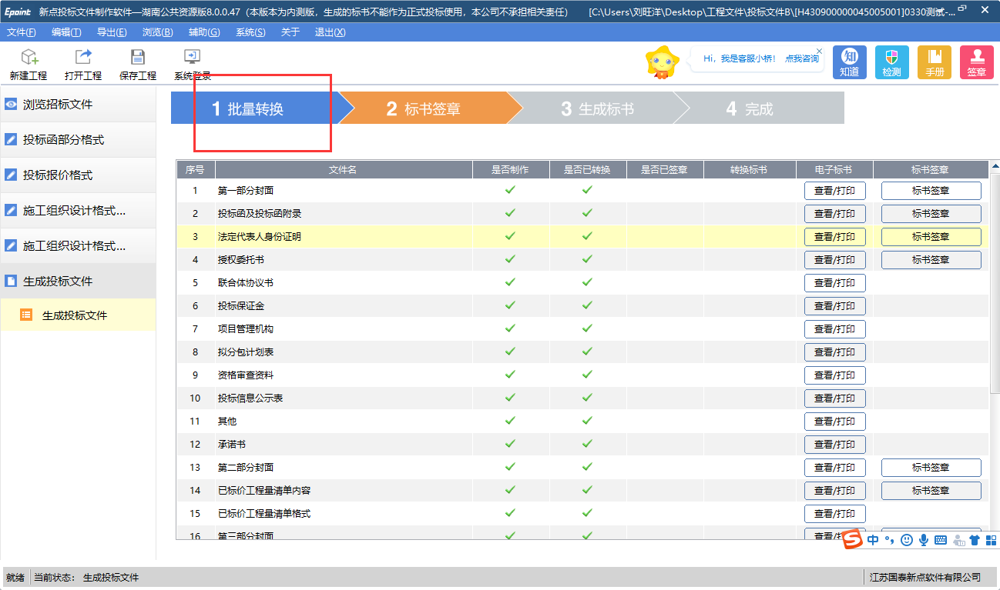 Epoint 新点投标文件制作软件—湖南公共资源版8.0.0.47（本版本为内测版，生成的标书不能作为正式投标使用，本公司不承担相关责任） [C:\Users\刘旺洋\Desktop\工程文件\投标文件B\[H430900000045005001]0330测试-...
文件(F) 编辑(T) 导出(E) 浏览(B) 辅助(G) 系统(S) 关于 退出(X)
新建工程 打开工程 保存工程 系统登录 Hi，我是客服小桥！ 点我咨询 知 知道 检测 手册 签章
浏览招标文件
投标函部分格式
投标报价格式
施工组织设计格式...
施工组织设计格式...
生成投标文件
生成投标文件
1 批量转换 2 标书签章 3 生成标书 4 完成
序号 文件名 是否制作 是否已转换 是否已签章 转换标书 电子标书 标书签章
1 第一部分封面 查看/打印 标书签章
2 投标函及投标函附录 查看/打印 标书签章
3 法定代表人身份证明 查看/打印 标书签章
4 授权委托书 查看/打印 标书签章
5 联合体协议书 查看/打印
6 投标保证金 查看/打印
7 项目管理机构 查看/打印
8 拟分包计划表 查看/打印
9 资格审查资料 查看/打印
10 投标信息公示表 查看/打印
11 其他 查看/打印
12 承诺书 查看/打印
13 第二部分封面 查看/打印 标书签章
14 已标价工程量清单内容 查看/打印 标书签章
15 已标价工程量清单格式 查看/打印
16 第三部分封面 查看/打印
S 中
就绪 当前状态： 生成投标文件 江苏国泰新点软件有限公司